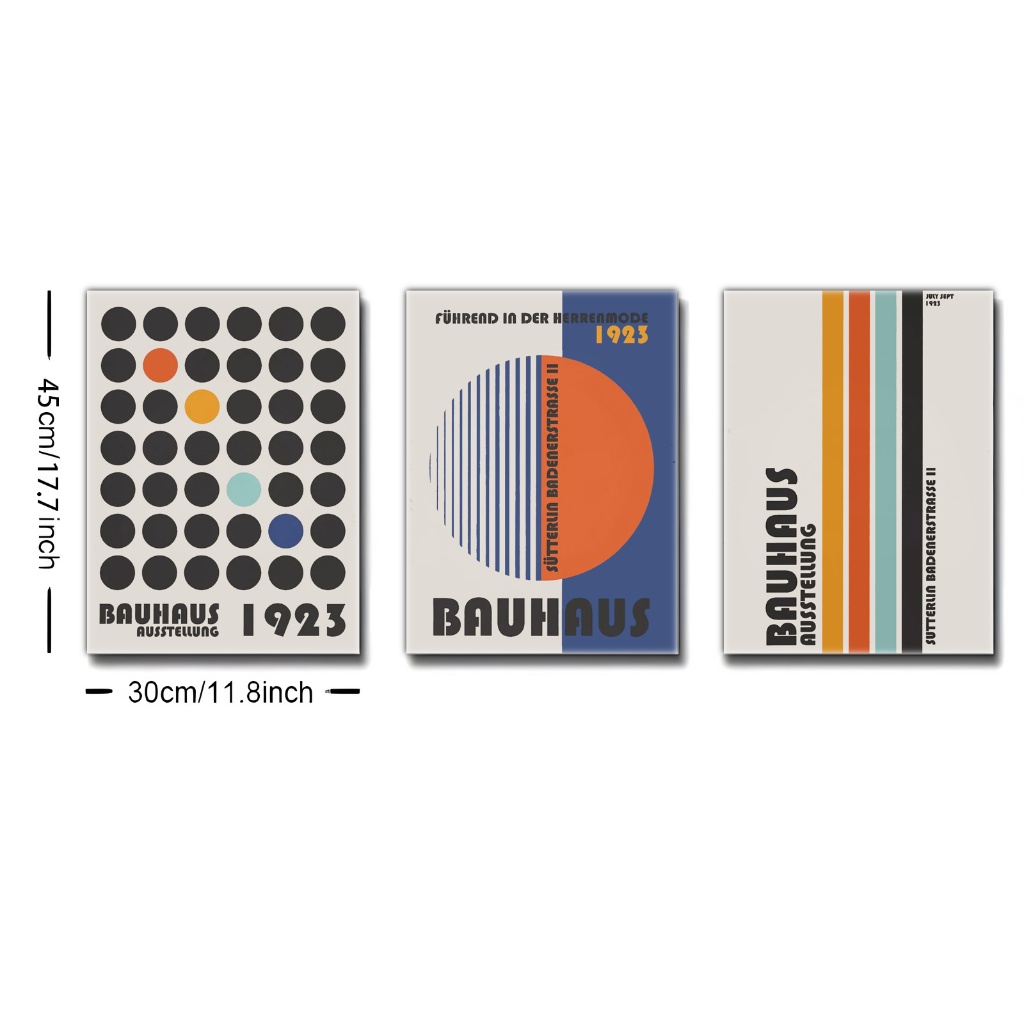 45cm/17.7inch
30cm/11.8inch
BAUHAUS
AUSSTELLUNG
1923
FÜHREND IN DER HERRENMODE
1923
SÜTTERLIN BADENERSTRASSE II
BAUHAUS
JULY SEPT
1923
BAUHAUS
AUSSTELLUNG
SUTTERLIN BADENERSTRASSE II